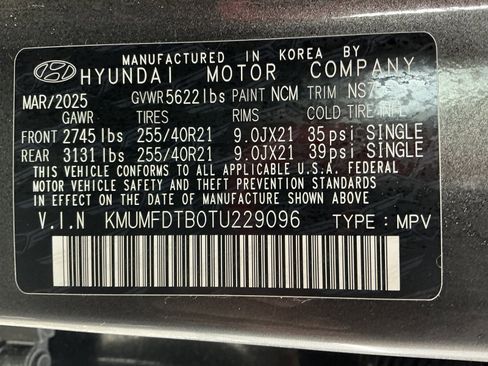 MANUFACTURED IN KOREA BY
HYUNDAI MOTOR COMPANY
MAR/2025 GVWR 5622 lbs PAINT NCM TRIM NS7
GAWR TIRES RIMS COLD TIRE
FRONT 2745 lbs 255/40R21 9.0JX21 35psi SINGLE
REAR 3131 lbs 255/40R21 9.0JX21 39psi SINGLE
THIS VEHICLE CONFORMS TO ALL APPLICABLE U.S.A. FEDERAL
MOTOR VEHICLE SAFETY AND THEFT PREVENTION STANDARDS
IN EFFECT ON THE DATE OF MANUFACTURE SHOWN ABOVE
V.I.N KMUMFDTB0TU229096 TYPE : MPV